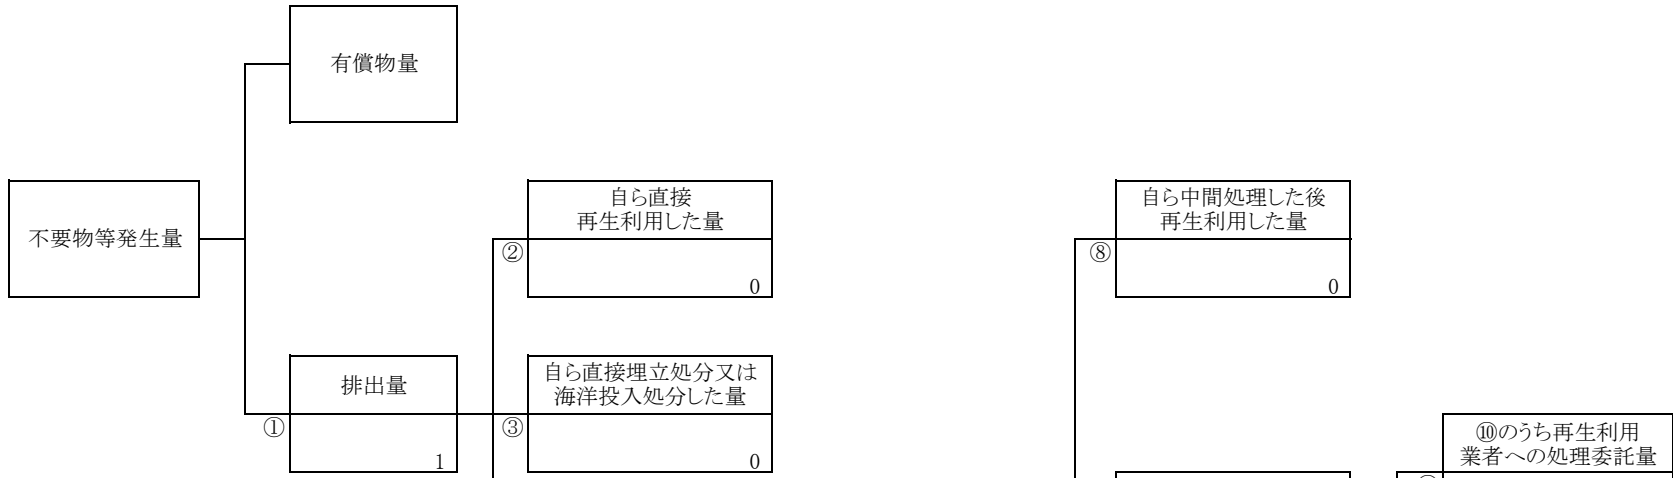 有償物量
不要物等発生量
自ら直接
再生利用した量
②
0
自ら中間処理した後
再生利用した量
⑧
0
排出量
①
1
自ら直接埋立処分又は
海洋投入処分した量
③
0
⑩のうち再生利用
業者への処理委託量